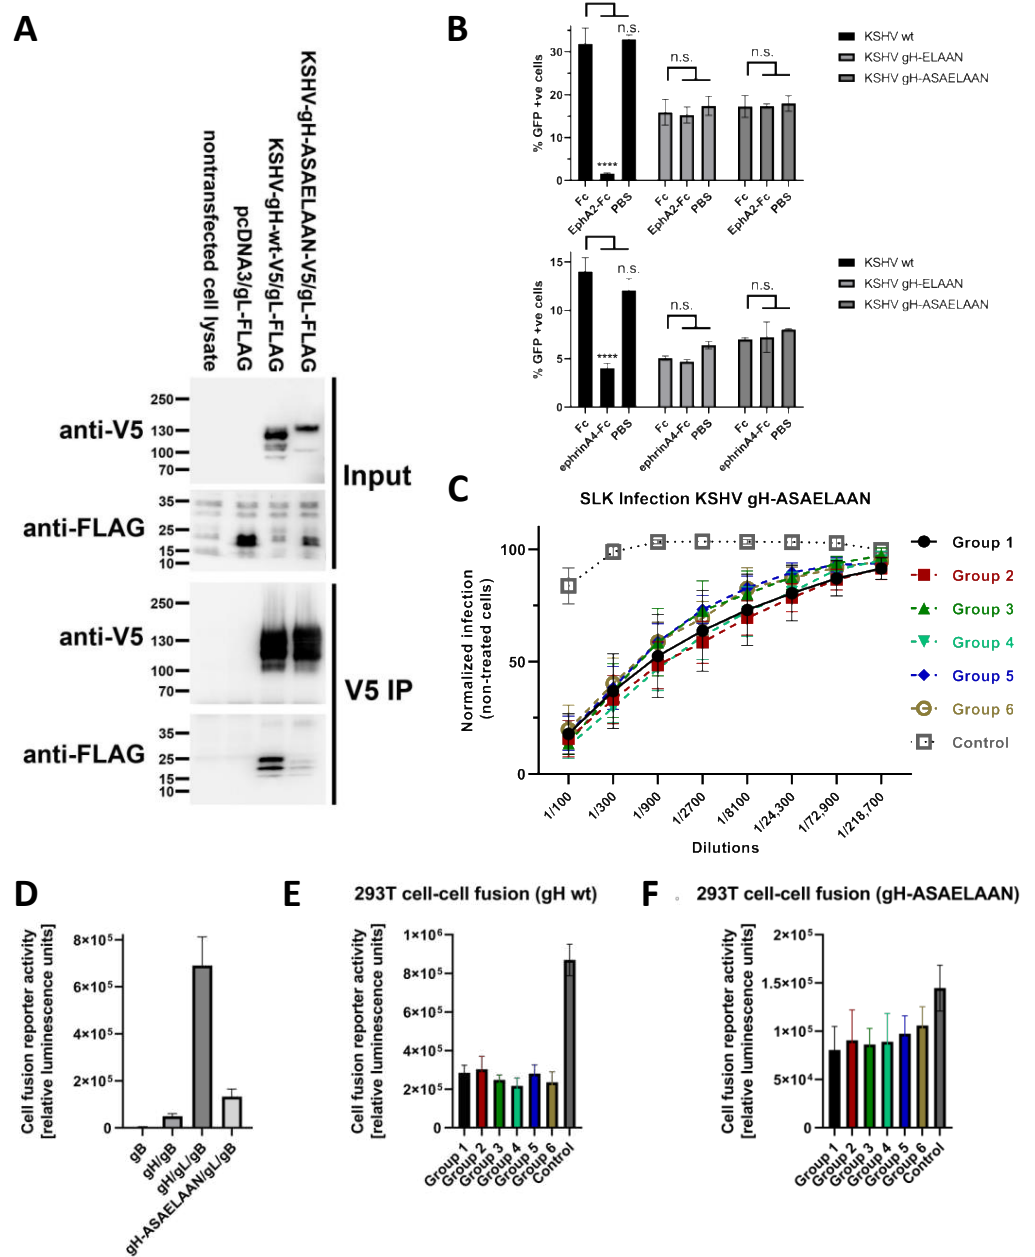 A
nontransfected cell lysate
pcDNA3/gL-FLAG
KSHV-gH-wt-V5/gL-FLAG
KSHV-gH-ASAELAAN-V5/gL-FLAG
anti-V5
250
130
100
70
anti-FLAG
35
25
15
10
Input
anti-V5
250
130
100
70
anti-FLAG
35
25
15
10
V5 IP
B
% GFP +ve cells
30
20
10
0
****
n.s.
n.s.
n.s.
Fc
EphA2-Fc
PBS
Fc
EphA2-Fc
PBS
Fc
EphA2-Fc
PBS
KSHV wt
KSHV gH-ELAAN
KSHV gH-ASAELAAN
% GFP +ve cells
15
10
5
0
****
n.s.
n.s.
n.s.
Fc
ephrinA4-Fc
PBS
Fc
ephrinA4-Fc
PBS
Fc
ephrinA4-Fc
PBS
KSHV wt
KSHV gH-ELAAN
KSHV gH-ASAELAAN
C
SLK Infection KSHV gH-ASAELAAN
Normalized infection
(non-treated cells)
100
50
0
1/100
1/300
1/900
1/2700
1/8100
1/24,300
1/72,900
1/218,700
Dilutions
Group 1
Group 2
Group 3
Group 4
Group 5
Group 6
Control
D
Cell fusion reporter activity
[relative luminescence units]
8×10⁵
6×10⁵
4×10⁵
2×10⁵
0
gB
gH/gB
gH/gL/gB
gH-ASAELAAN/gL/gB
E
293T cell-cell fusion (gH wt)
Cell fusion reporter activity
[relative luminescence units]
1×10⁶
8×10⁵
6×10⁵
4×10⁵
2×10⁵
0
Group 1
Group 2
Group 3
Group 4
Group 5
Group 6
Control
F
293T cell-cell fusion (gH-ASAELAAN)
Cell fusion reporter activity
[relative luminescence units]
2×10⁵
1.5×10⁵
1×10⁵
5×10⁴
0
Group 1
Group 2
Group 3
Group 4
Group 5
Group 6
Control